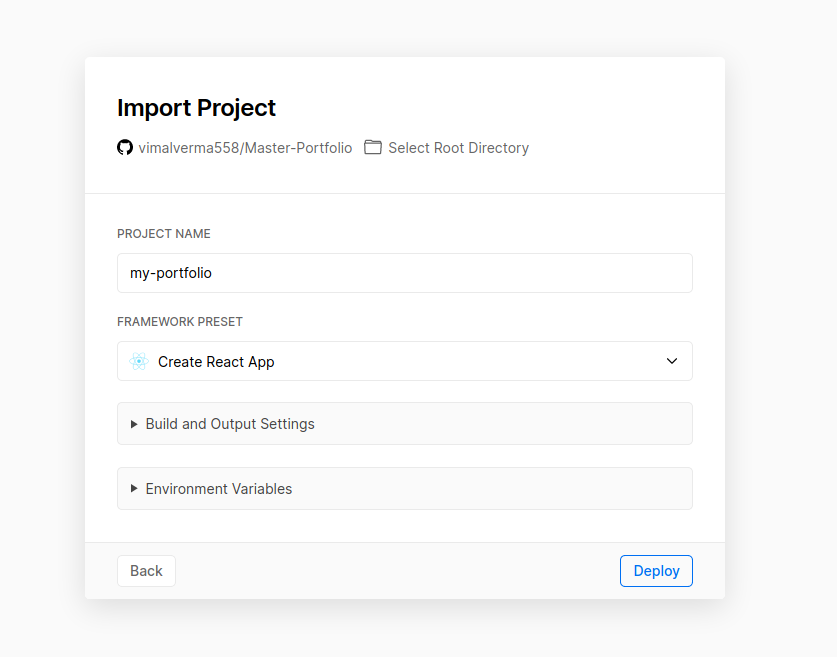 Import Project
vimalverma558/Master-Portfolio Select Root Directory
PROJECT NAME
my-portfolio
FRAMEWORK PRESET
Create React App
Build and Output Settings
Environment Variables
Back Deploy